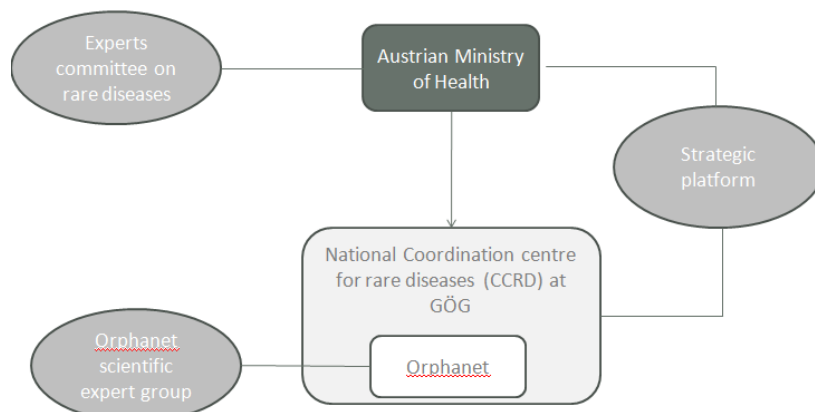 Experts
committee on
rare diseases
Austrian Ministry
of Health
Strategic
platform
National Coordination centre
for rare diseases (CCRD) at
GÖG
Orphanet
scientific
expert group
Orphanet